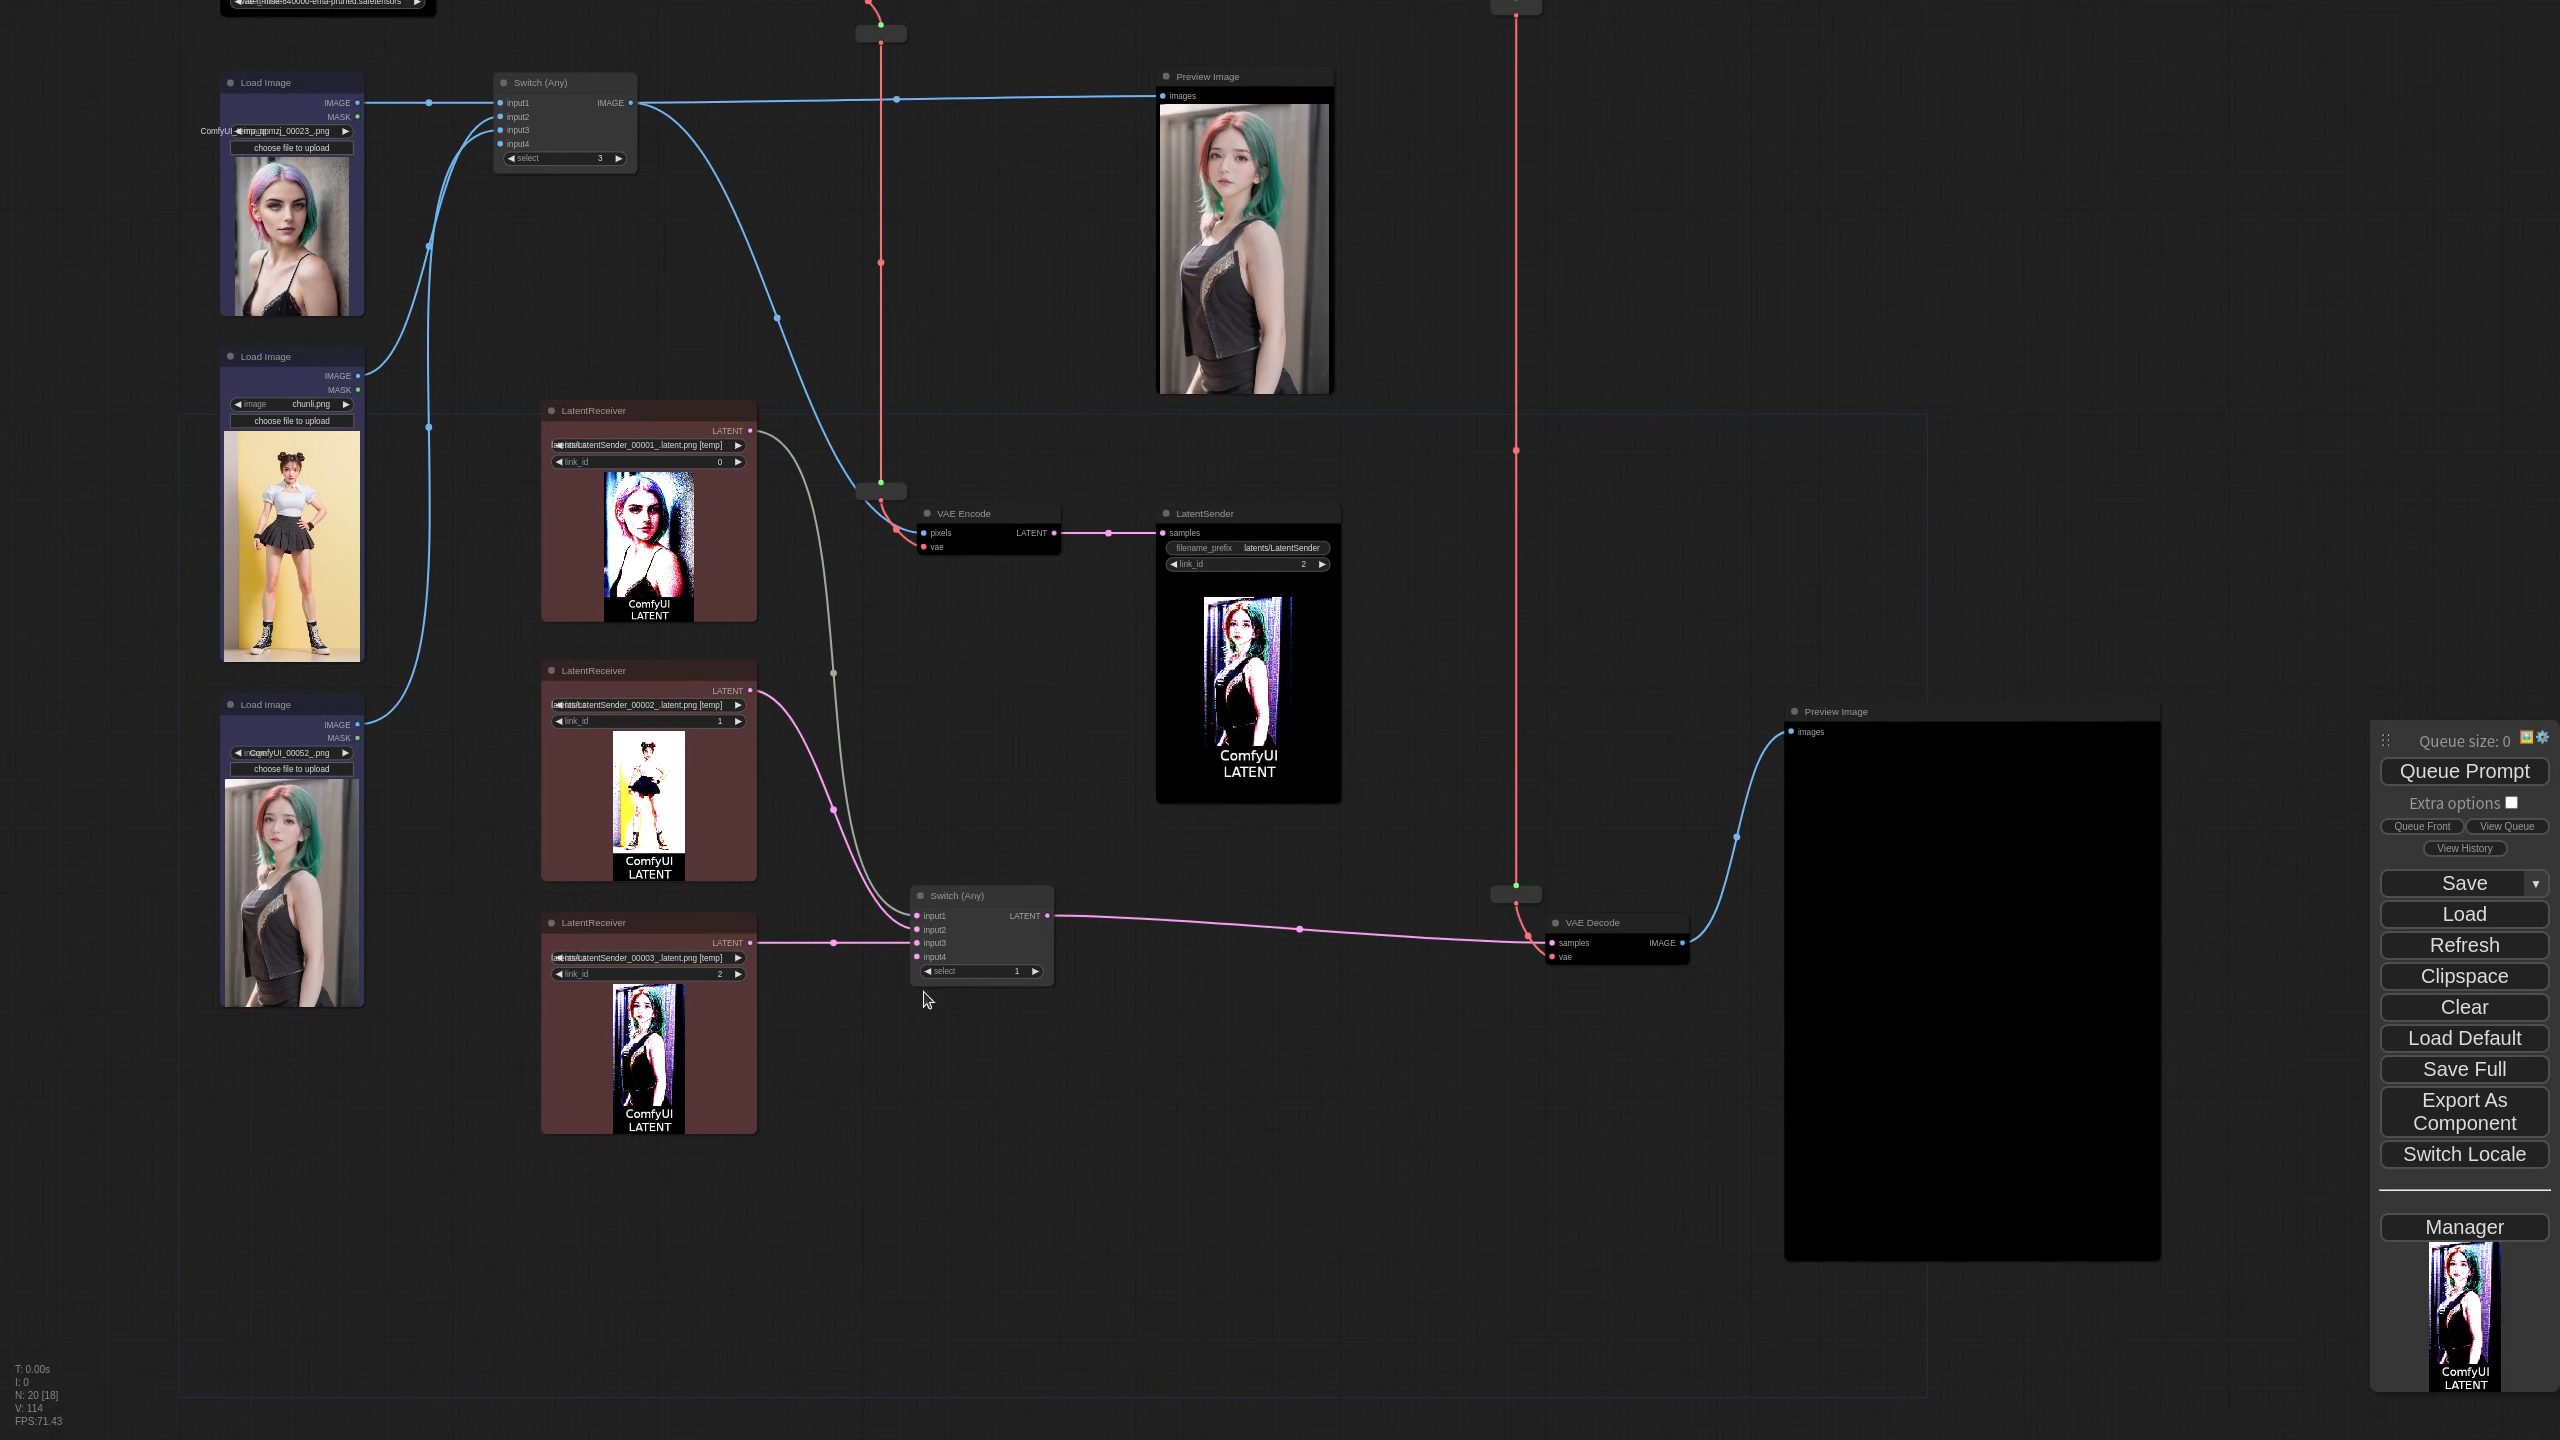 Load Image
IMAGE
MASK
choose file to upload
Switch (Any)
input1
IMAGE
input2
input3
input4
select
3
Preview Image
images
Load Image
IMAGE
MASK
image
chunli.png
choose file to upload
LatentReceiver
LATENT
link_id
0
ComfyUI
LATENT
VAE Encode
pixels
LATENT
vae
LatentSender
samples
filename_prefix
latents/LatentSender
link_id
2
ComfyUI
LATENT
LatentReceiver
LATENT
link_id
1
ComfyUI
LATENT
Load Image
IMAGE
MASK
ComfyUI_00052_.png
choose file to upload
LatentReceiver
LATENT
link_id
2
ComfyUI
LATENT
Switch (Any)
input1
LATENT
input2
input3
input4
select
1
VAE Decode
samples
IMAGE
vae
Preview Image
images
Queue size: 0
Queue Prompt
Extra options
Queue Front
View Queue
View History
Save
Load
Refresh
Clipspace
Clear
Load Default
Save Full
Export As
Component
Switch Locale
Manager
ComfyUI
LATENT
T: 0.00s
I: 0
N: 20 [18]
V: 114
FPS:71.43